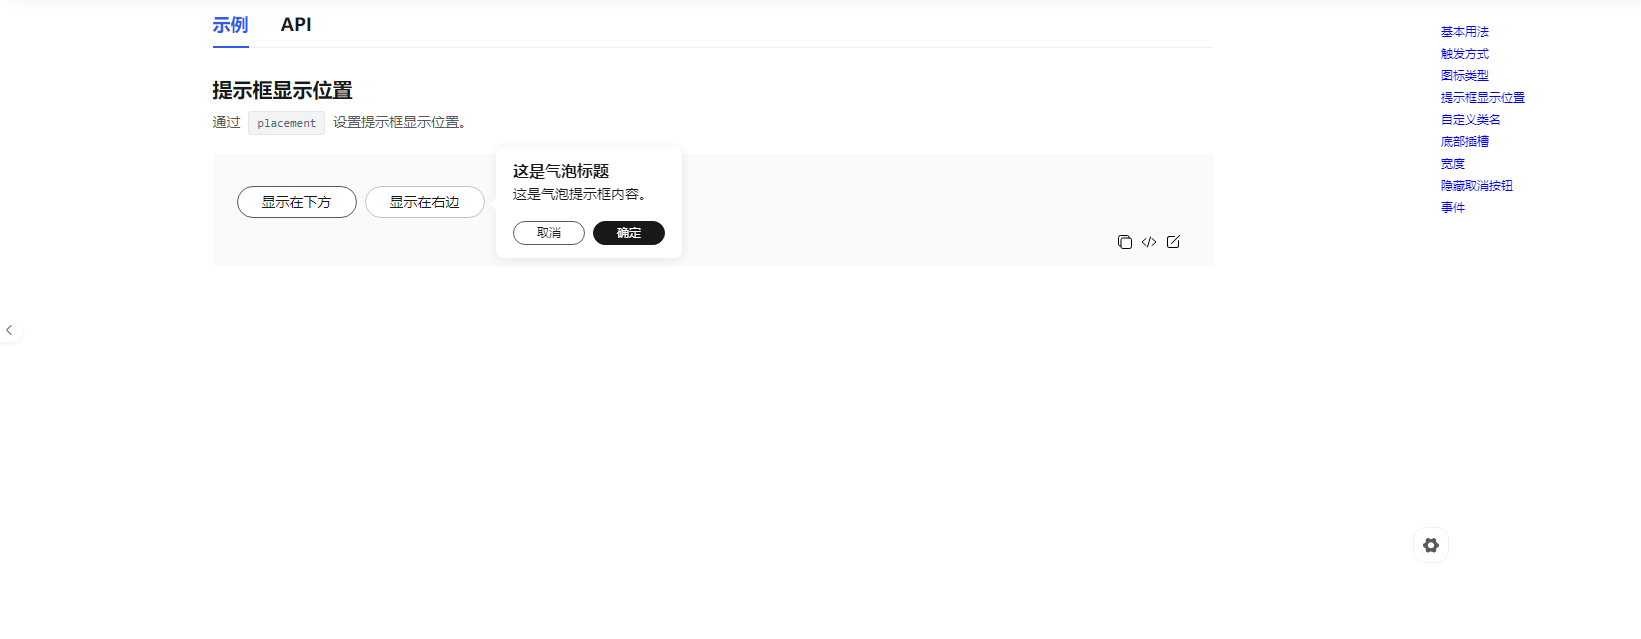 示例 API
提示框显示位置
通过 placement 设置提示框显示位置。
显示在下方 显示在右边
这是气泡标题
这是气泡提示框内容。
取消 确定
基本用法
触发方式
图标类型
提示框显示位置
自定义类名
底部插槽
宽度
隐藏取消按钮
事件